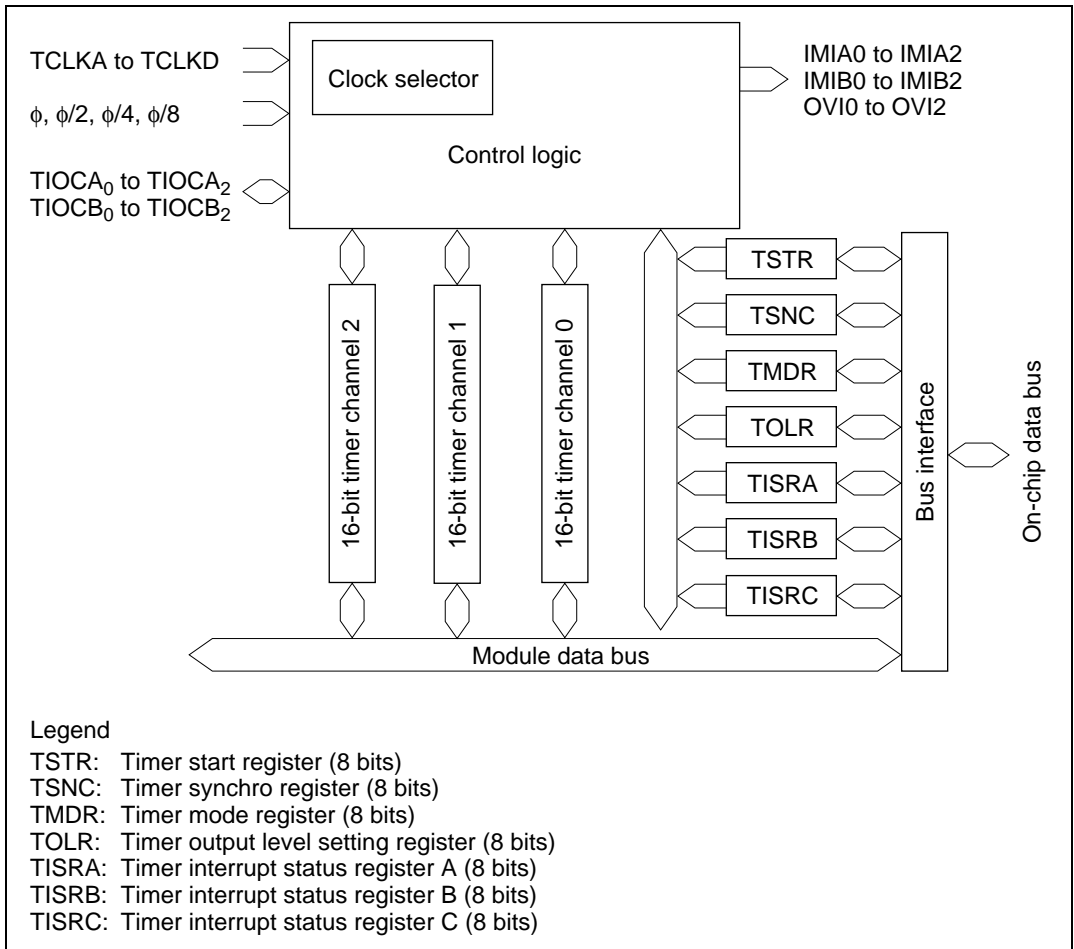 TCLKA to TCLKD
ϕ, ϕ/2, ϕ/4, ϕ/8
TIOCA₀ to TIOCA₂
TIOCB₀ to TIOCB₂
Clock selector
Control logic
IMIA0 to IMIA2
IMIB0 to IMIB2
OVI0 to OVI2
16-bit timer channel 2
16-bit timer channel 1
16-bit timer channel 0
TSTR
TSNC
TMDR
TOLR
TISRA
TISRB
TISRC
Bus interface
On-chip data bus
Module data bus
Legend
TSTR: Timer start register (8 bits)
TSNC: Timer synchro register (8 bits)
TMDR: Timer mode register (8 bits)
TOLR: Timer output level setting register (8 bits)
TISRA: Timer interrupt status register A (8 bits)
TISRB: Timer interrupt status register B (8 bits)
TISRC: Timer interrupt status register C (8 bits)